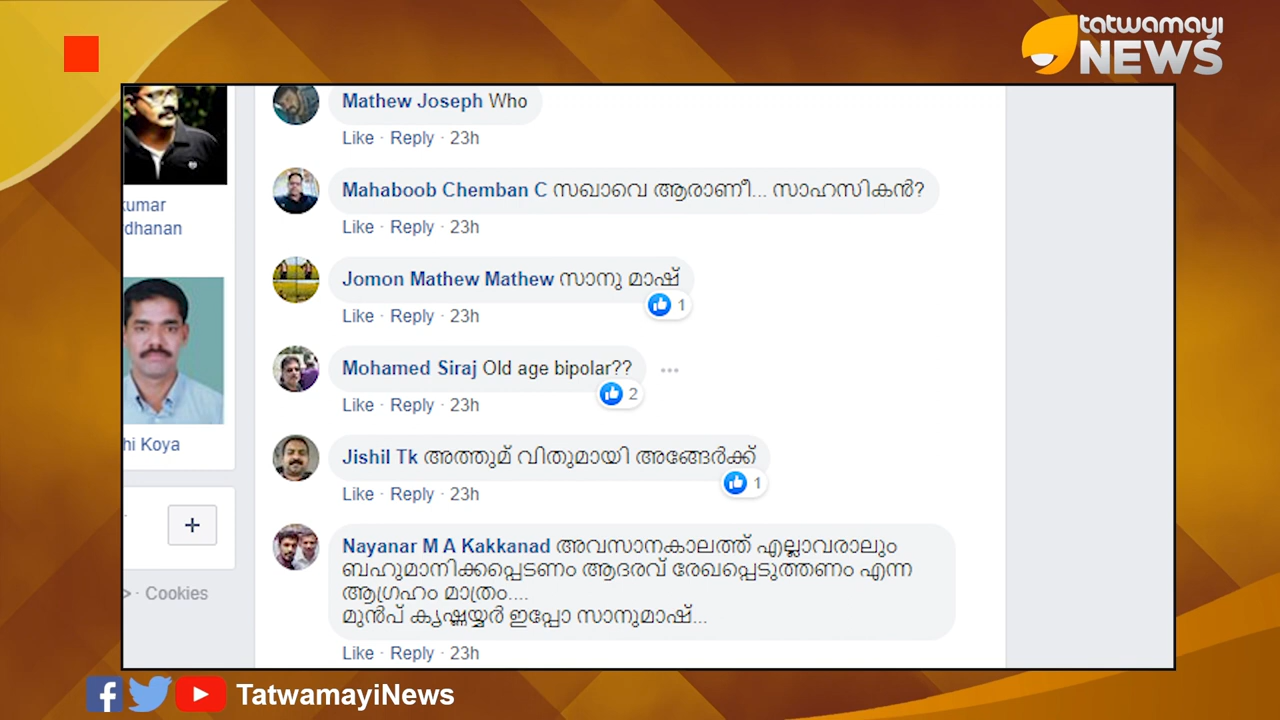 tatwamayi
NEWS
Mathew Joseph Who
Like · Reply · 23h
Mahaboob Chemban C സഖാവെ ആരാണീ... സാഹസികൻ?
Like · Reply · 23h
kumar
dhanan
Jomon Mathew Mathew സാനു മാഷ്
1
Like · Reply · 23h
Mohamed Siraj Old age bipolar??
2
Like · Reply · 23h
hi Koya
Jishil Tk അത്തുമ് വിതുമായി അങ്ങേർക്ക്
1
Like · Reply · 23h
Nayanar M A Kakkanad അവസാനകാലത്ത് എല്ലാവരാലും
ബഹുമാനിക്കപ്പെടണം ആദരവ് രേഖപ്പെടുത്തണം എന്ന
ആഗ്രഹം മാത്രം....
മുൻപ് കൃഷ്ണയ്യർ ഇപ്പോ സാനുമാഷ്...
Like · Reply · 23h
· Cookies
TatwamayiNews